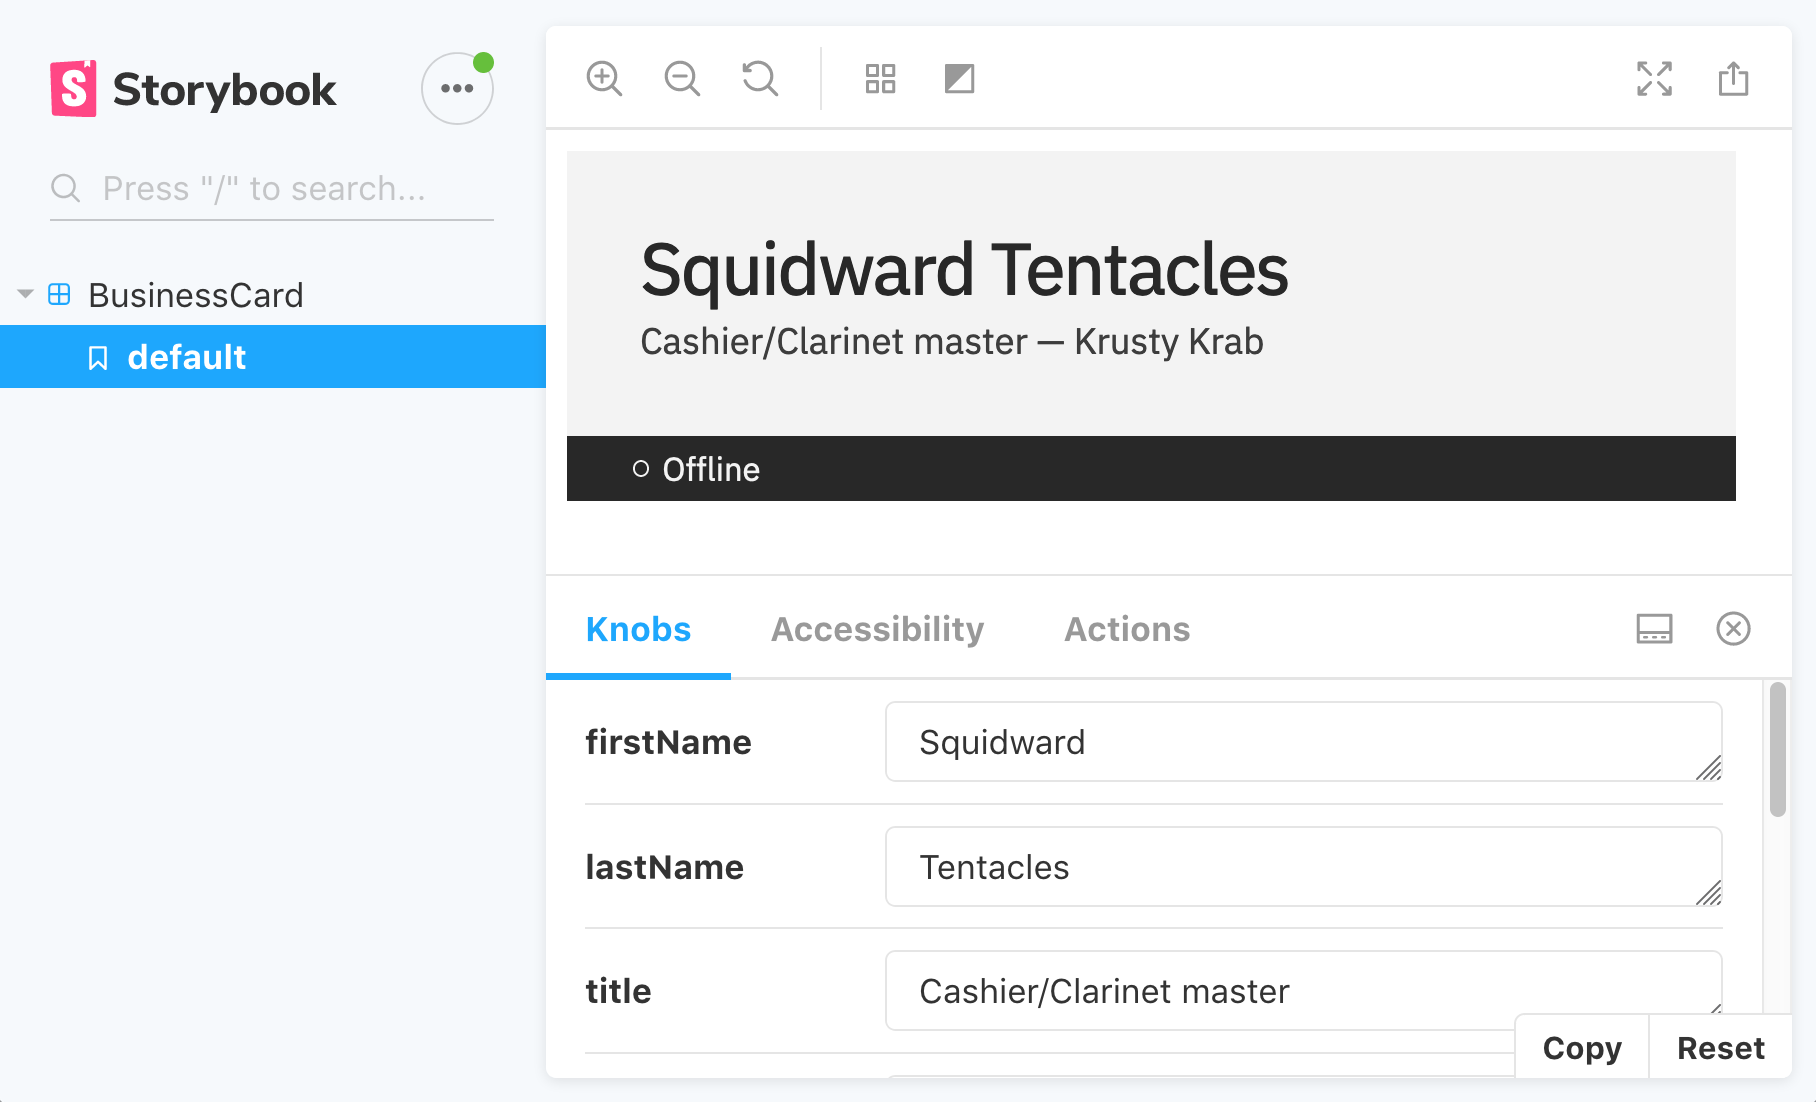 Storybook
Press "/" to search...
BusinessCard
default
Squidward Tentacles
Cashier/Clarinet master — Krusty Krab
Offline
Knobs
Accessibility
Actions
firstName
Squidward
lastName
Tentacles
title
Cashier/Clarinet master
Copy
Reset